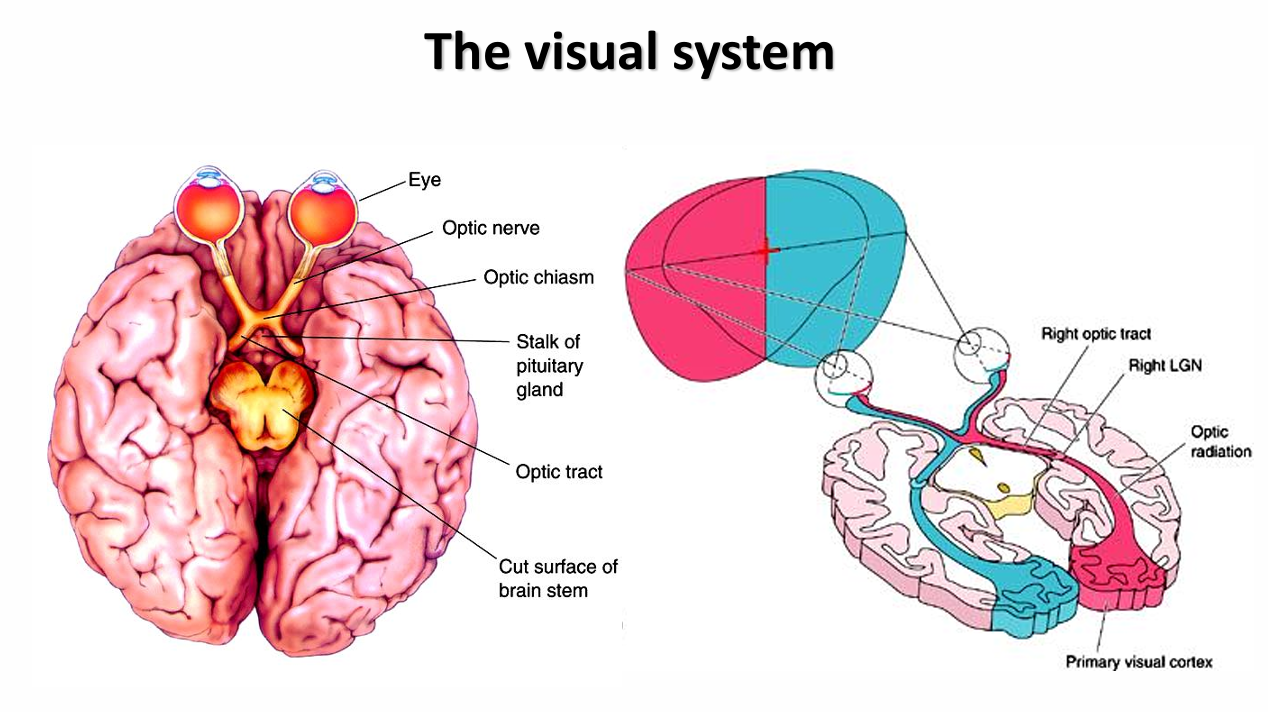 The visual system
Eye
Optic nerve
Optic chiasm
Stalk of
pituitary
gland
Optic tract
Cut surface of
brain stem
Right optic tract
Right LGN
Optic
radiation
Primary visual cortex